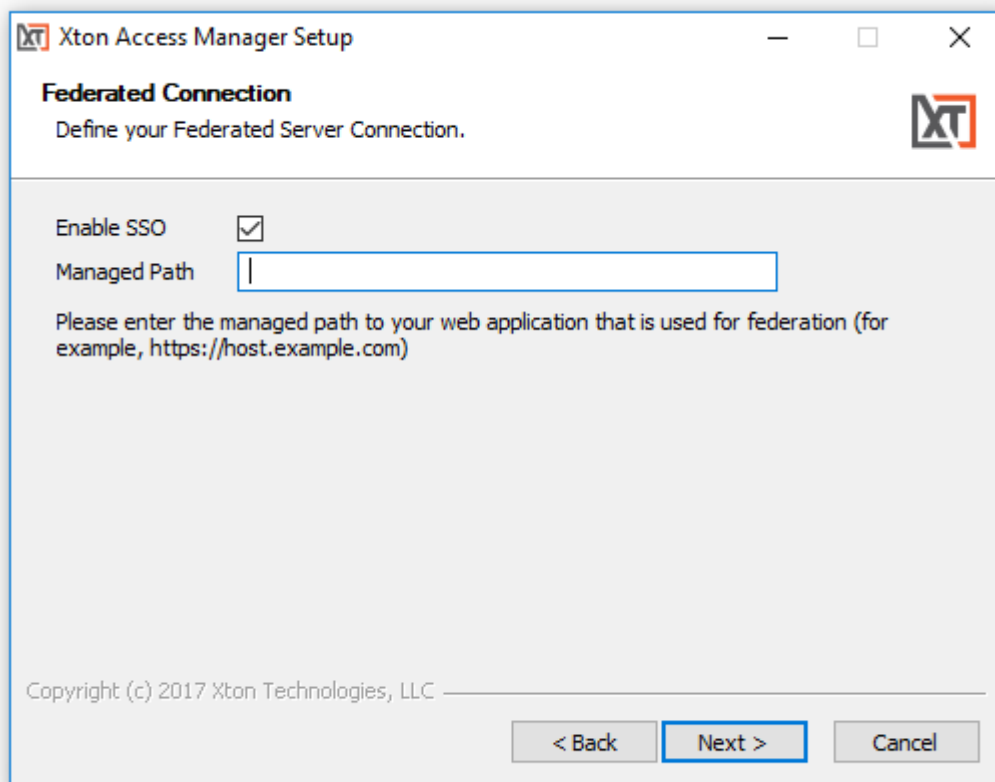 XT Xton Access Manager Setup
Federated Connection
Define your Federated Server Connection.
XT
Enable SSO
Managed Path
Please enter the managed path to your web application that is used for federation (for
example, https://host.example.com)
Copyright (c) 2017 Xton Technologies, LLC
< Back Next > Cancel